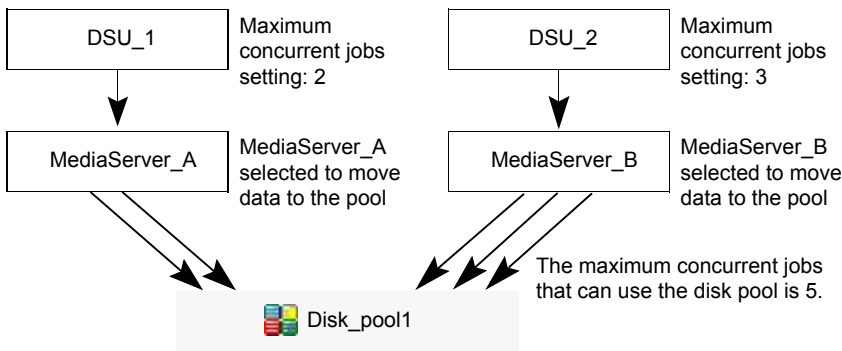 DSU_1
Maximum
concurrent jobs
setting: 2
DSU_2
Maximum
concurrent jobs
setting: 3
MediaServer_A
MediaServer_A
selected to move
data to the pool
MediaServer_B
MediaServer_B
selected to move
data to the pool
The maximum concurrent jobs
that can use the disk pool is 5.
Disk_pool1